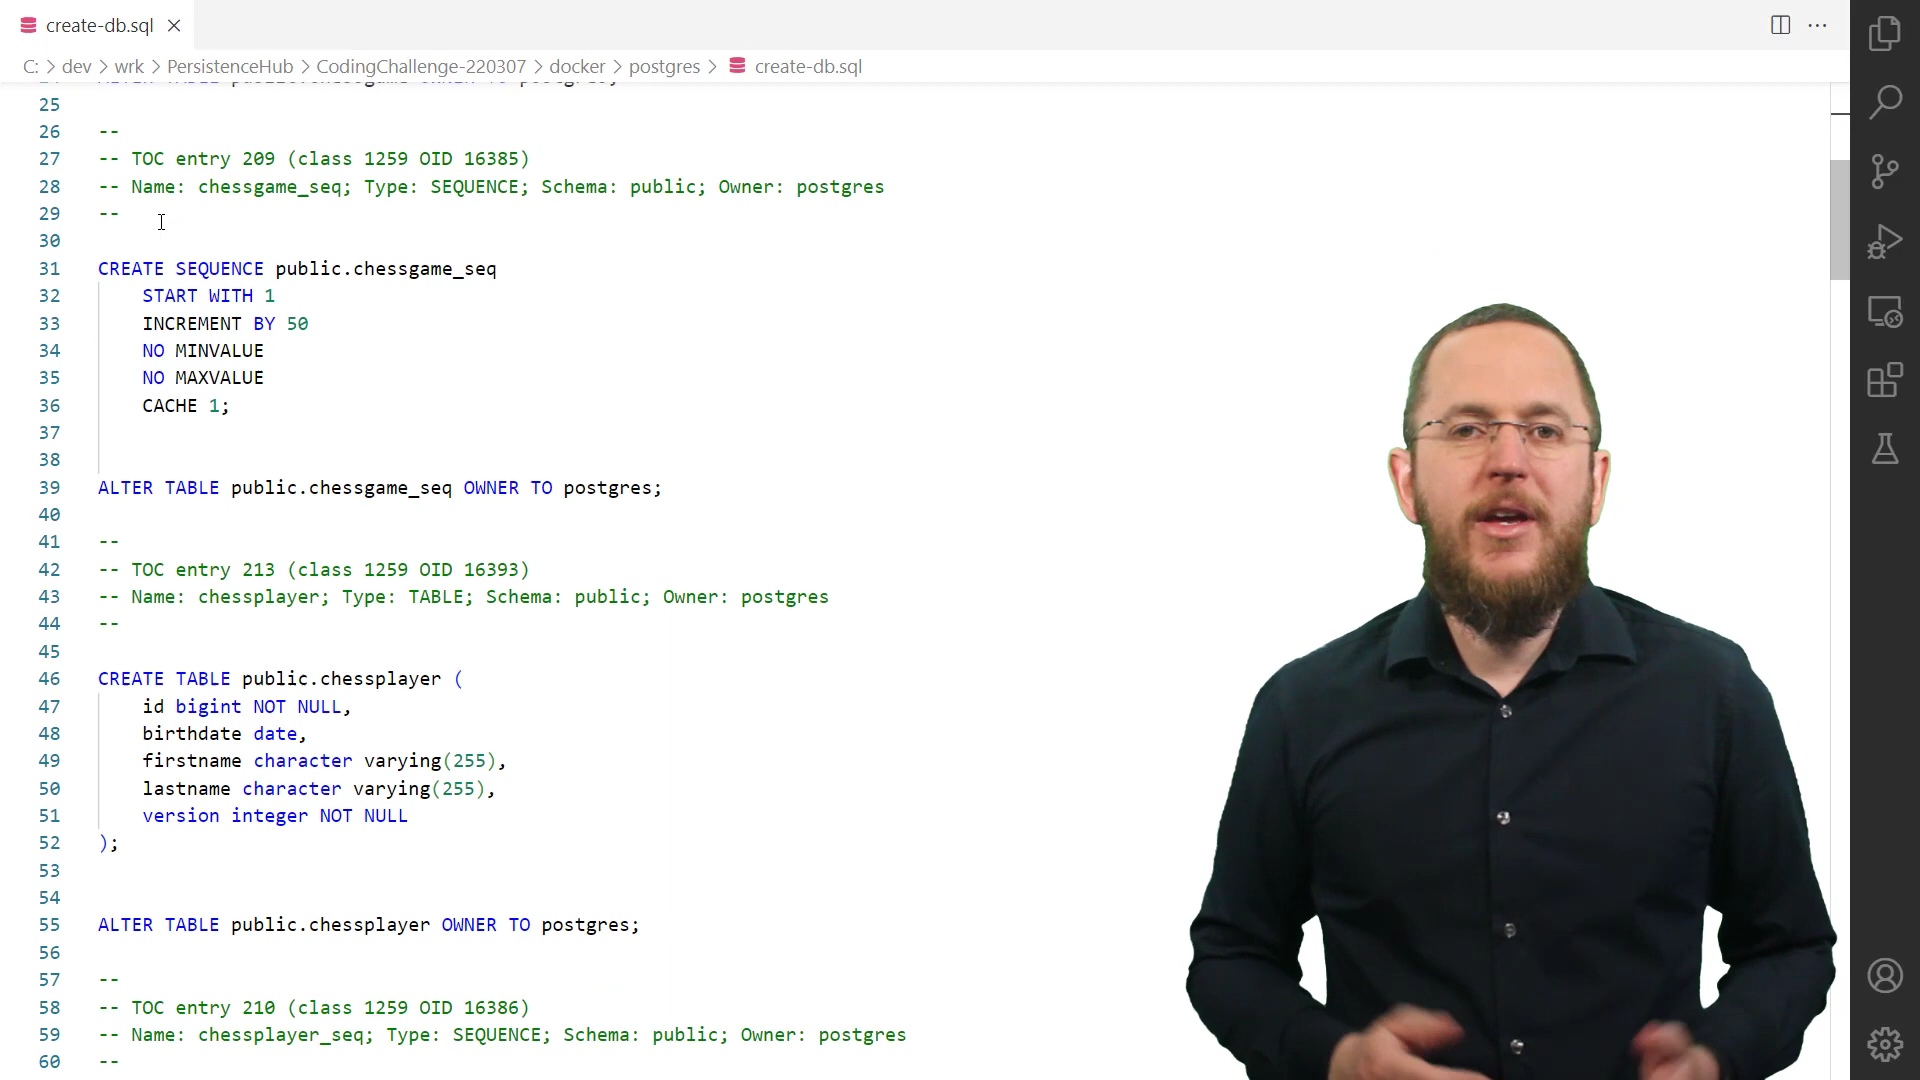 create-db.sql
C: > dev > wrk > PersistenceHub > CodingChallenge-220307 > docker > postgres > create-db.sql
25
26 --
27 -- TOC entry 209 (class 1259 OID 16385)
28 -- Name: chessgame_seq; Type: SEQUENCE; Schema: public; Owner: postgres
29 --
30
31 CREATE SEQUENCE public.chessgame_seq
32 START WITH 1
33 INCREMENT BY 50
34 NO MINVALUE
35 NO MAXVALUE
36 CACHE 1;
37
38
39 ALTER TABLE public.chessgame_seq OWNER TO postgres;
40
41 --
42 -- TOC entry 213 (class 1259 OID 16393)
43 -- Name: chessplayer; Type: TABLE; Schema: public; Owner: postgres
44 --
45
46 CREATE TABLE public.chessplayer (
47 id bigint NOT NULL,
48 birthdate date,
49 firstname character varying(255),
50 lastname character varying(255),
51 version integer NOT NULL
52 );
53
54
55 ALTER TABLE public.chessplayer OWNER TO postgres;
56
57 --
58 -- TOC entry 210 (class 1259 OID 16386)
59 -- Name: chessplayer_seq; Type: SEQUENCE; Schema: public; Owner: postgres
60 --